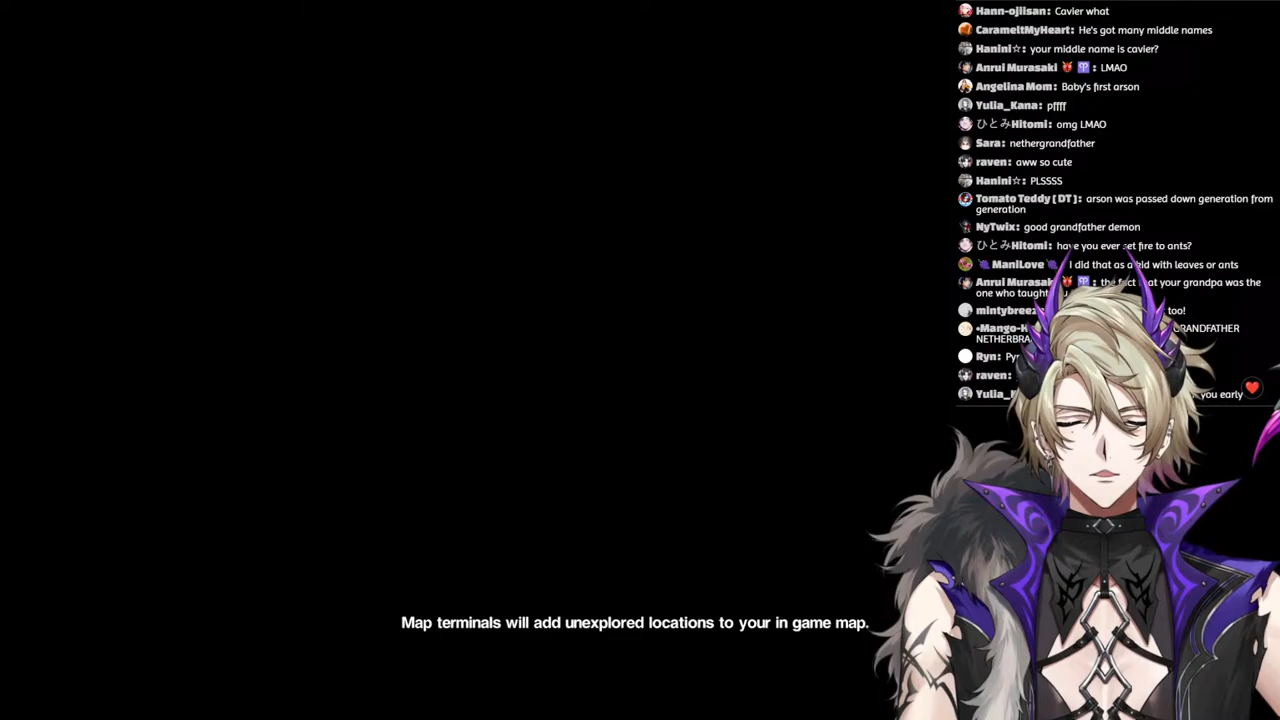 Hann-ojiisan: Cavier what
CarameltMyHeart: He's got many middle names
Hanini☆: your middle name is cavier?
Anrui Murasaki : LMAO
Angelina Mom: Baby's first arson
Yulia_Kana: pffff
ひとみHitomi: omg LMAO
Sara: nethergrandfather
raven: aww so cute
Hanini☆: PLSSSS
Tomato Teddy [ DT ]: arson was passed down generation from
generation
NyTwix: good grandfather demon
ひとみHitomi: have you ever set fire to ants?
ManiLove : I did that as a kid with leaves or ants
Anrui Murasaki : the fact that your grandpa was the
one who taught
too!
NETHERBRA
Ryn:
raven:
you early
Map terminals will add unexplored locations to your in game map.